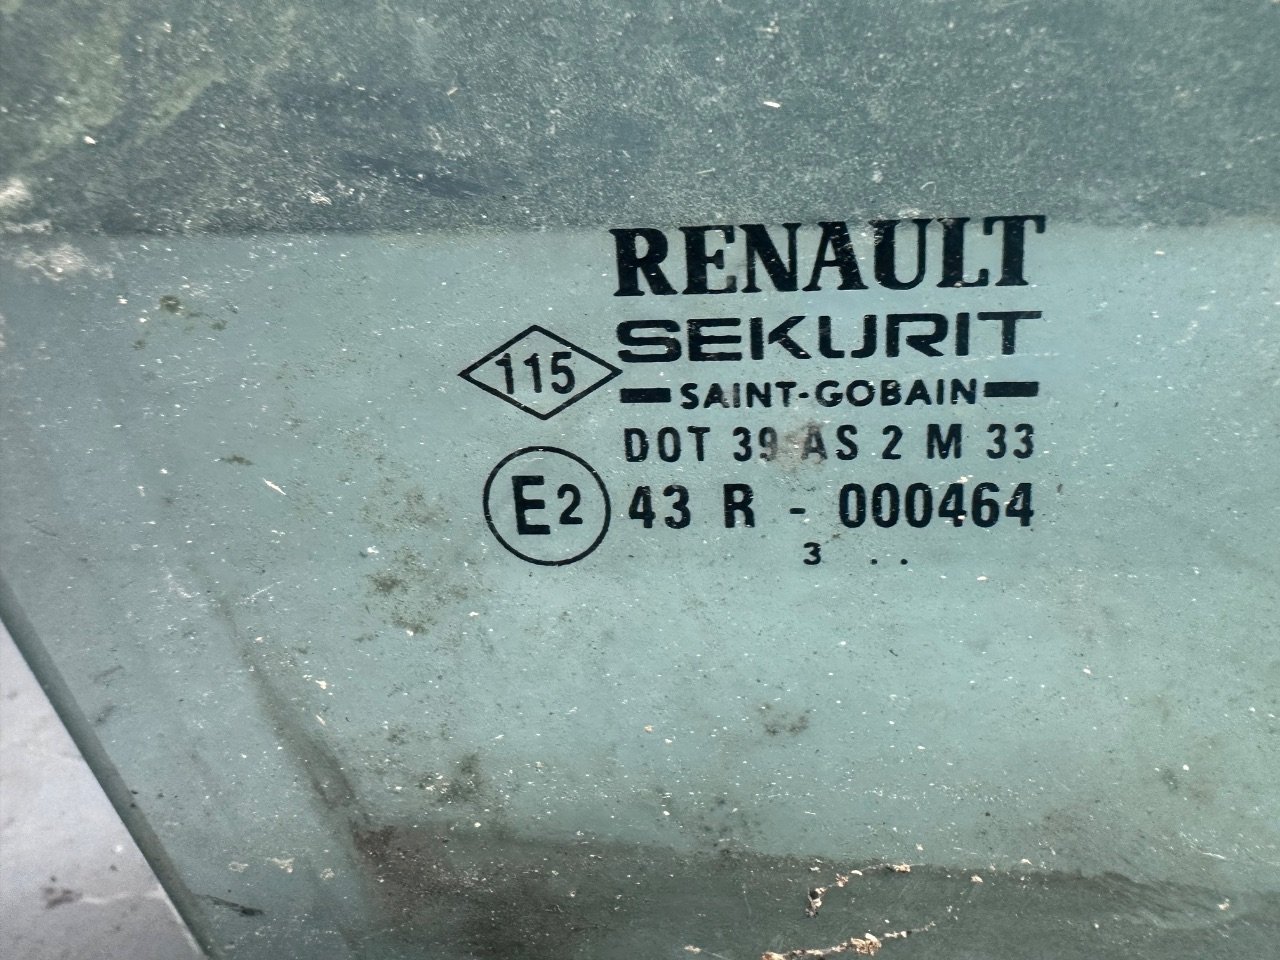 RENAULT
SEKURIT
115
SAINT-GOBAIN
DOT 39 AS 2 M 33
E2
43 R - 000464
3 . .